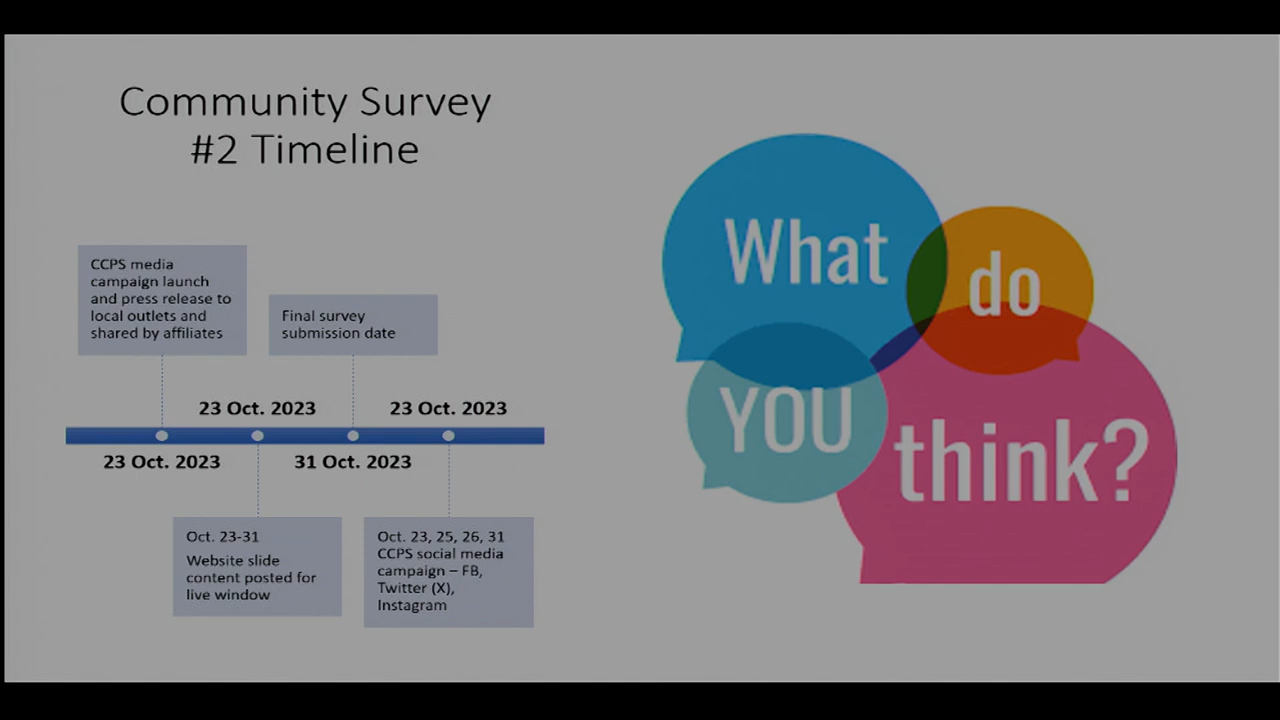 Community Survey
#2 Timeline
CCPS media
campaign launch
and press release to
local outlets and
shared by affiliates
Final survey
submission date
23 Oct. 2023
23 Oct. 2023
23 Oct. 2023
31 Oct. 2023
Oct. 23-31
Website slide
content posted for
live window
Oct. 23, 25, 26, 31
CCPS social media
campaign – FB,
Twitter (X),
Instagram
What
do
YOU
think?